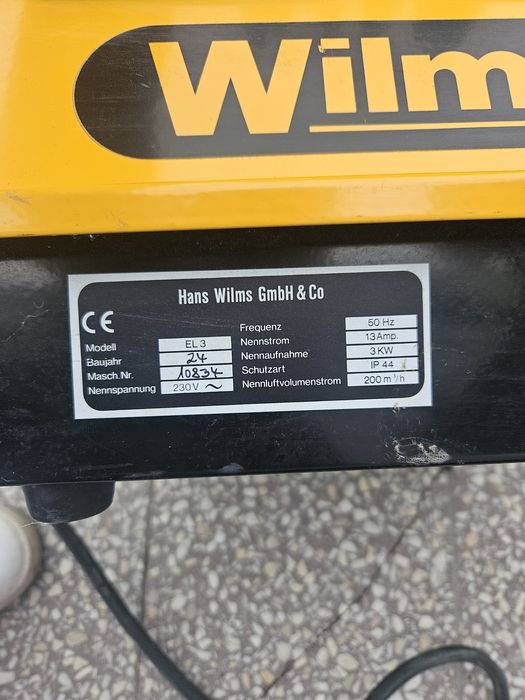 Wilm
Hans Wilms GmbH & Co
CE
Modell EL 3
Baujahr 24
Masch.Nr. 10834
Nennspannung 230 V ~
Frequenz 50 Hz
Nennstrom 13 Amp.
Nennaufnahme 3 KW
Schutzart IP 44
Nennluftvolumenstrom 200 m³/h